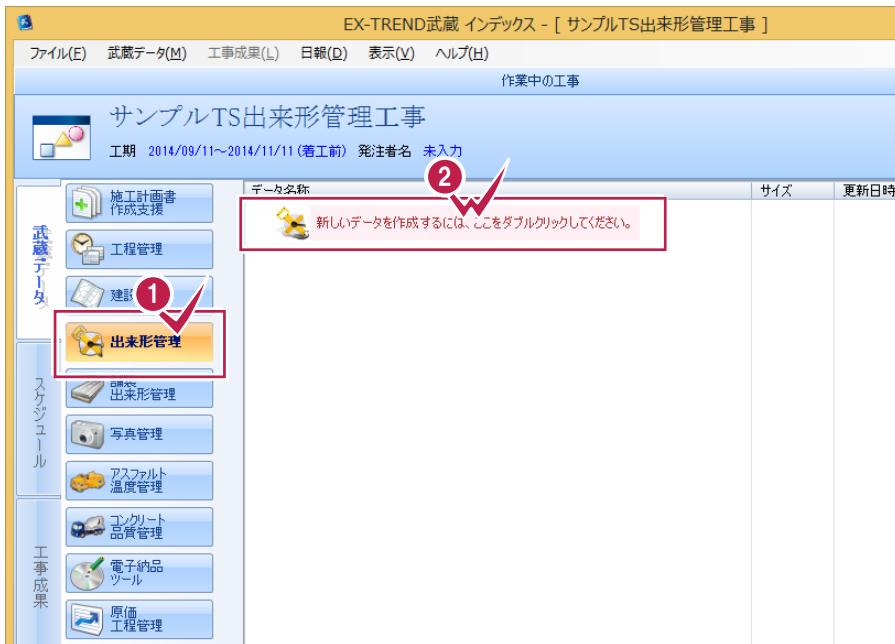 EX-TREND武蔵 インデックス - [ サンプルTS出来形管理工事 ]
ファイル(F) 武蔵データ(M) 工事成果(L) 日報(D) 表示(V) ヘルプ(H)
作業中の工事
サンプルTS出来形管理工事
工期 2014/09/11～2014/11/11(着工前) 発注者名 未入力
武蔵データ
スケジュール
工事成果
施工計画書
作成支援
工程管理
建設
1
出来形管理
舗装
出来形管理
写真管理
アスファルト
温度管理
コンクリート
品質管理
電子納品
ツール
原価
工程管理
データ名称 サイズ 更新日時
2
新しいデータを作成するには、ここをダブルクリックしてください。